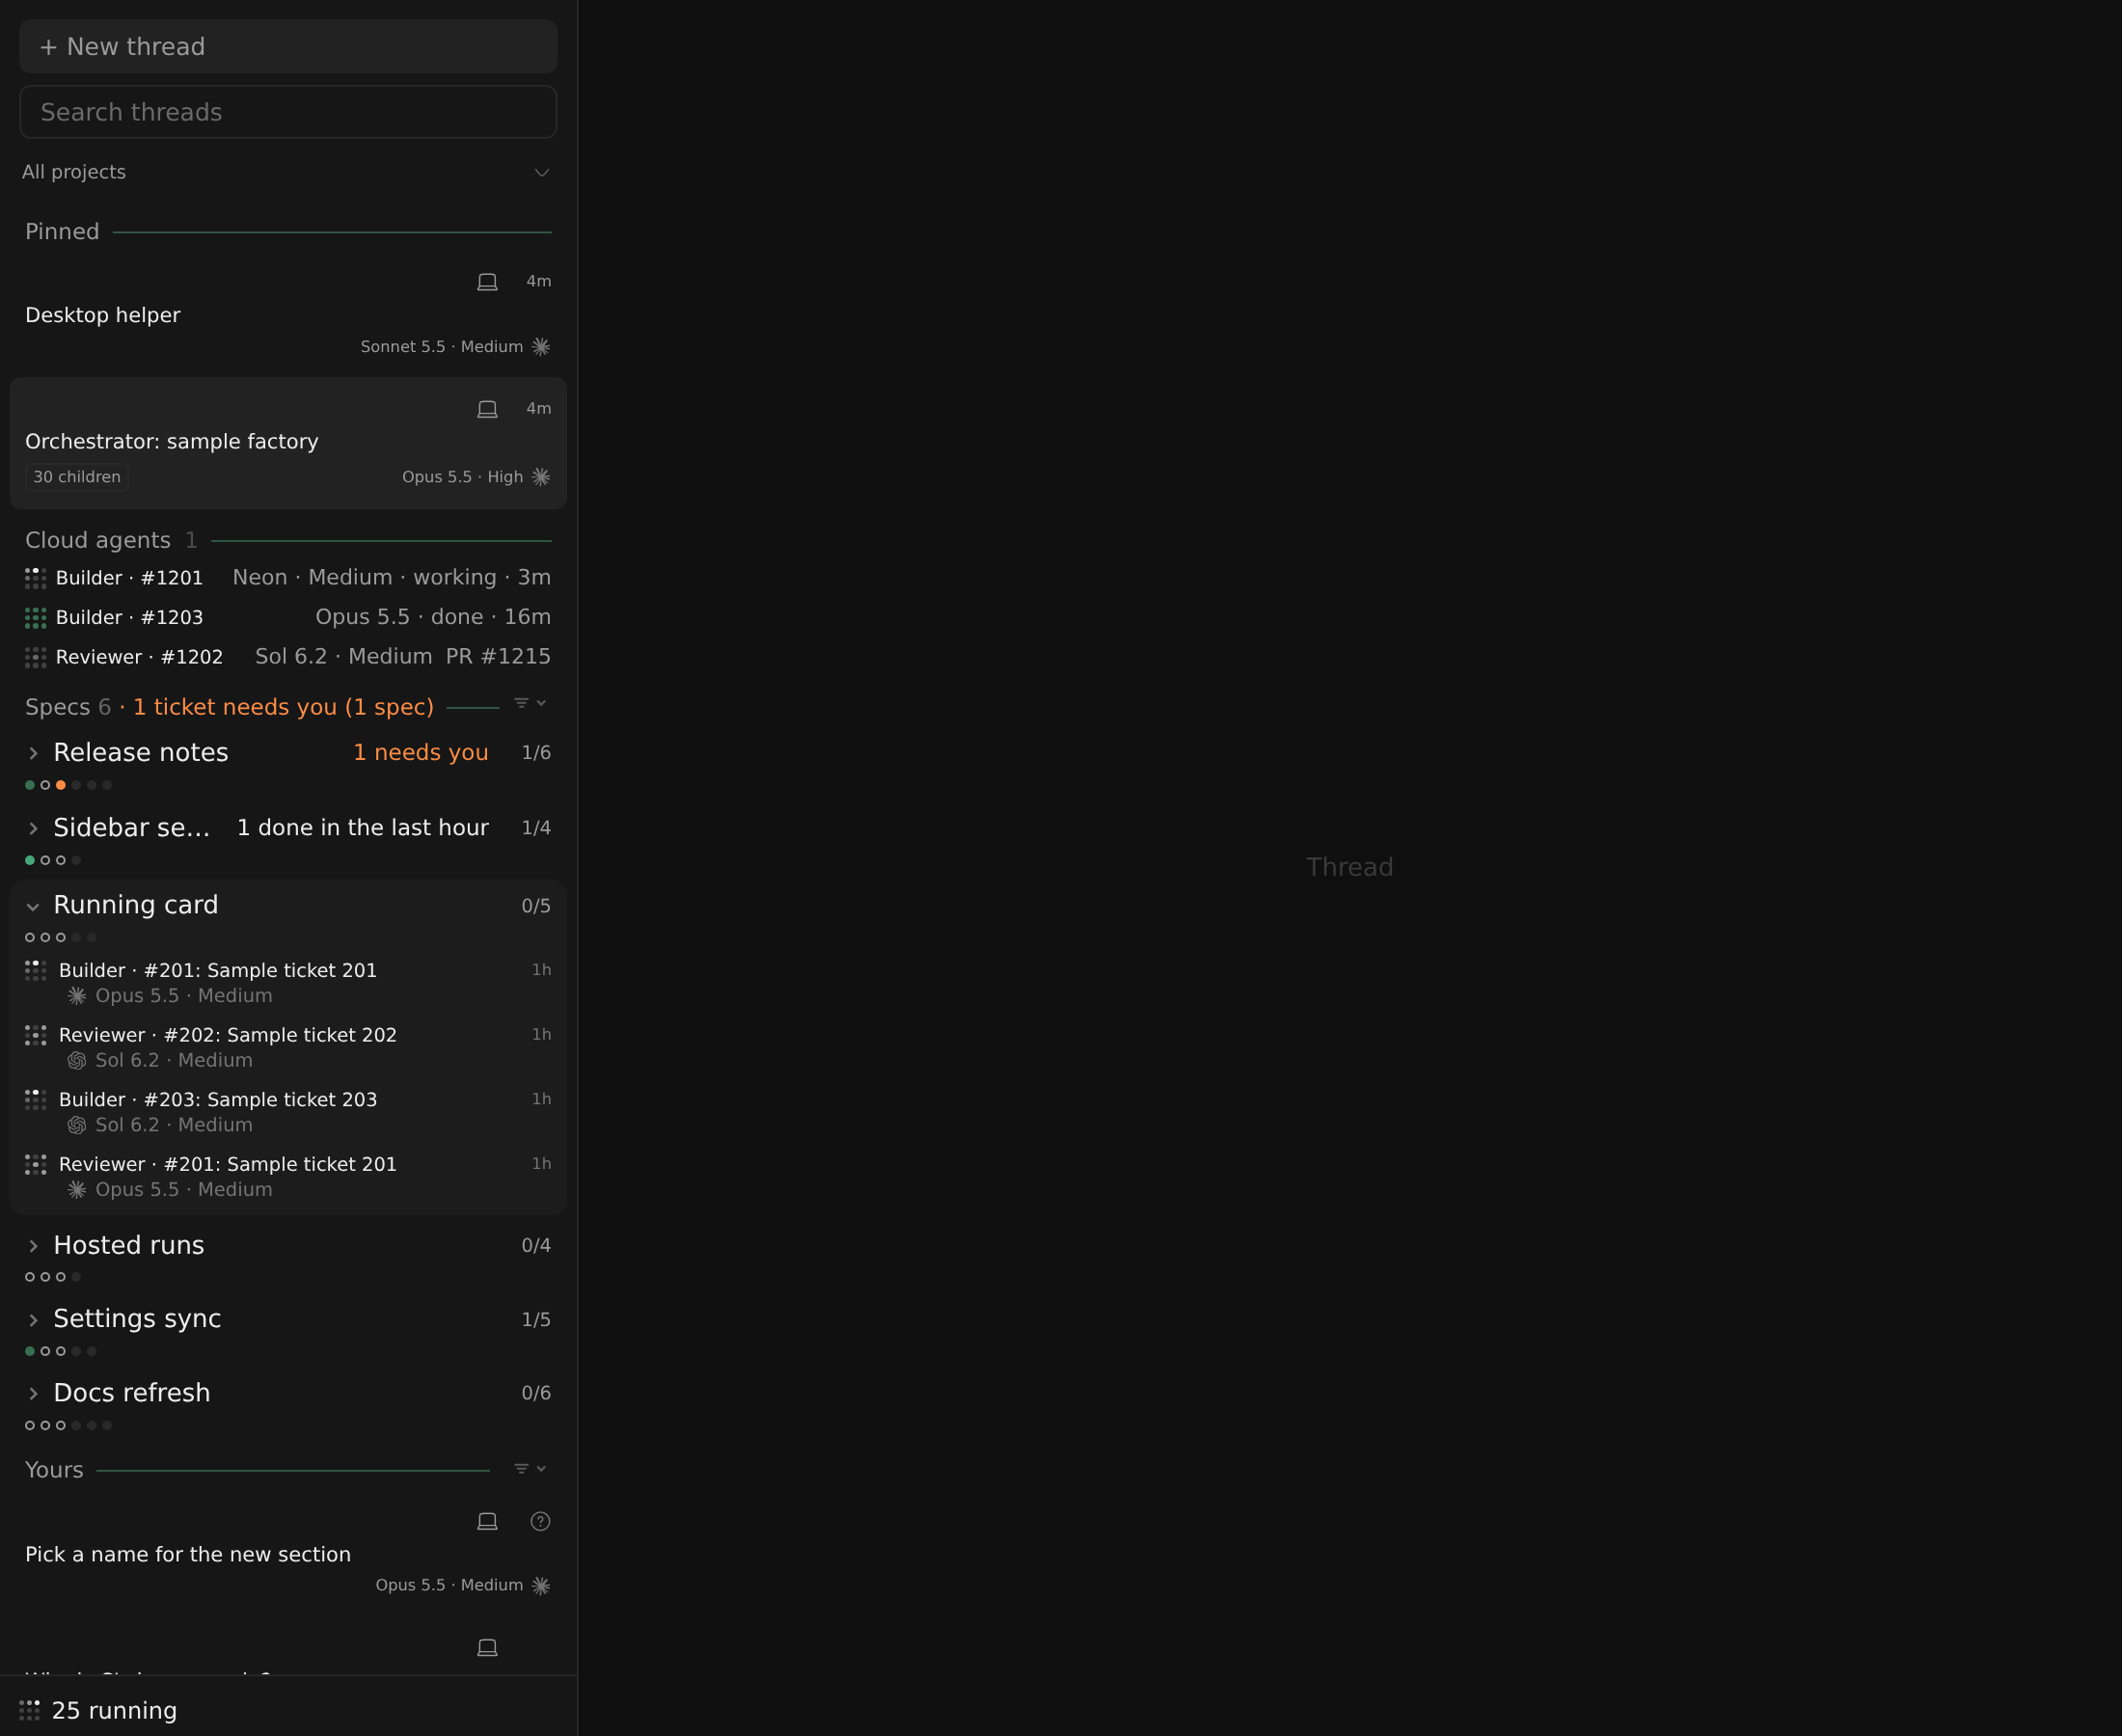 + New thread
Search threads
All projects
Pinned
4m
Desktop helper
Sonnet 5.5 · Medium
4m
Orchestrator: sample factory
30 children Opus 5.5 · High
Cloud agents 1
Builder · #1201 Neon · Medium · working · 3m
Builder · #1203 Opus 5.5 · done · 16m
Reviewer · #1202 Sol 6.2 · Medium PR #1215
Specs 6 · 1 ticket needs you (1 spec)
Release notes 1 needs you 1/6
Sidebar se... 1 done in the last hour 1/4
Running card 0/5
Builder · #201: Sample ticket 201 1h
Opus 5.5 · Medium
Reviewer · #202: Sample ticket 202 1h
Sol 6.2 · Medium
Builder · #203: Sample ticket 203 1h
Sol 6.2 · Medium
Reviewer · #201: Sample ticket 201 1h
Opus 5.5 · Medium
Hosted runs 0/4
Settings sync 1/5
Docs refresh 0/6
Yours
?
Pick a name for the new section
Opus 5.5 · Medium
25 running
Thread